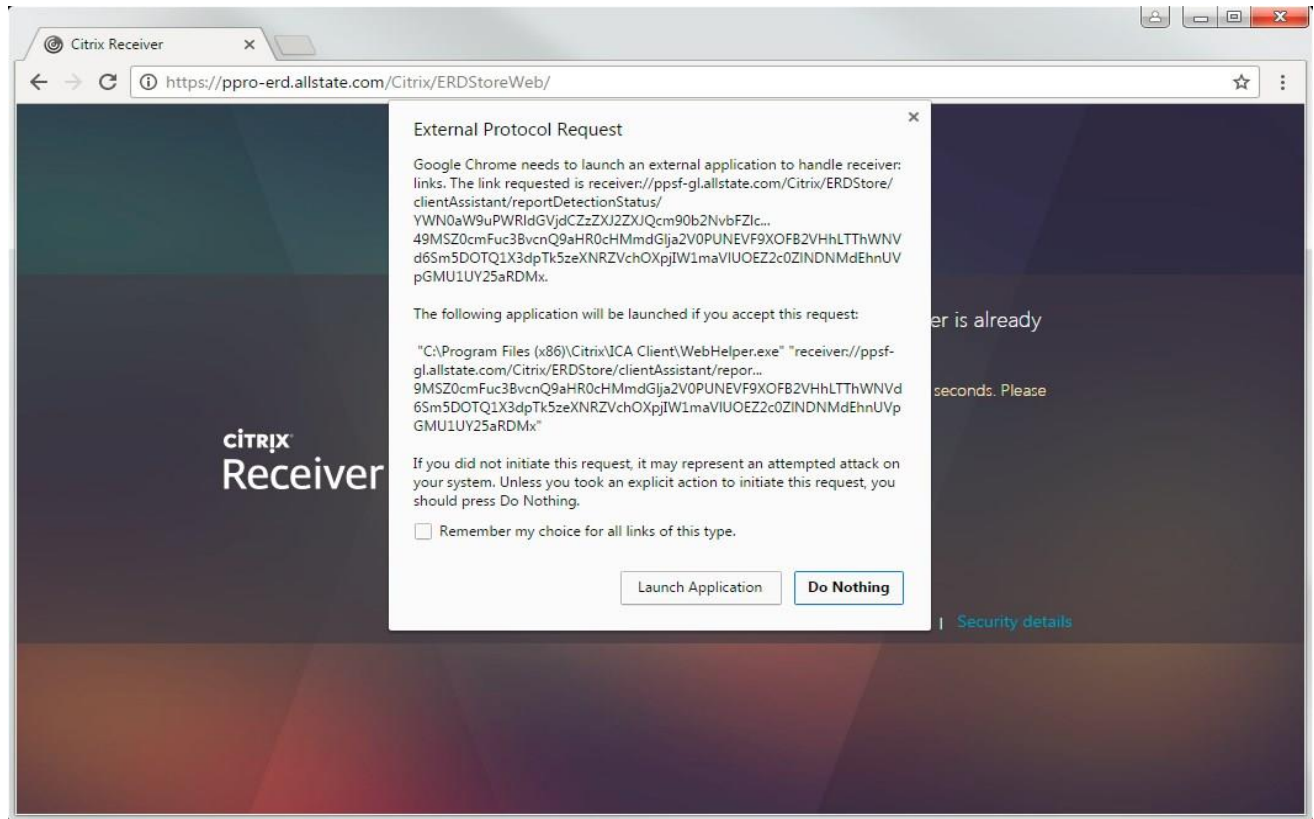 Citrix Receiver
https://ppro-erd.allstate.com/Citrix/ERDStoreWeb/
External Protocol Request
Google Chrome needs to launch an external application to handle receiver:
links. The link requested is receiver://ppsf-gl.allstate.com/Citrix/ERDStore/
clientAssistant/reportDetectionStatus/
YWN0aW9uPWRldGVjdCZzZXJ2ZXJQcm90b2NvbFZlc...
49MSZ0cmFuc3BvcnQ9aHR0cHMmdGlja2V0PUNEVF9XOFB2VHhLTThWNV
d6Sm5DOTQ1X3dpTk5zeXNRZVchOXpjIW1maVlUOEZ2c0ZINDNMdEhnUV
pGMU1UY25aRDMx.
The following application will be launched if you accept this request:
"C:\Program Files (x86)\Citrix\ICA Client\WebHelper.exe" "receiver://ppsf-
gl.allstate.com/Citrix/ERDStore/clientAssistant/repor...
9MSZ0cmFuc3BvcnQ9aHR0cHMmdGlja2V0PUNEVF9XOFB2VHhLTThWNVd
6Sm5DOTQ1X3dpTk5zeXNRZVchOXpjIW1maVlUOEZ2c0ZINDNMdEhnUVp
GMU1UY25aRDMx"
If you did not initiate this request, it may represent an attempted attack on
your system. Unless you took an explicit action to initiate this request, you
should press Do Nothing.
Remember my choice for all links of this type.
Launch Application Do Nothing
er is already
seconds. Please
CITRIX
Receiver
| Security details